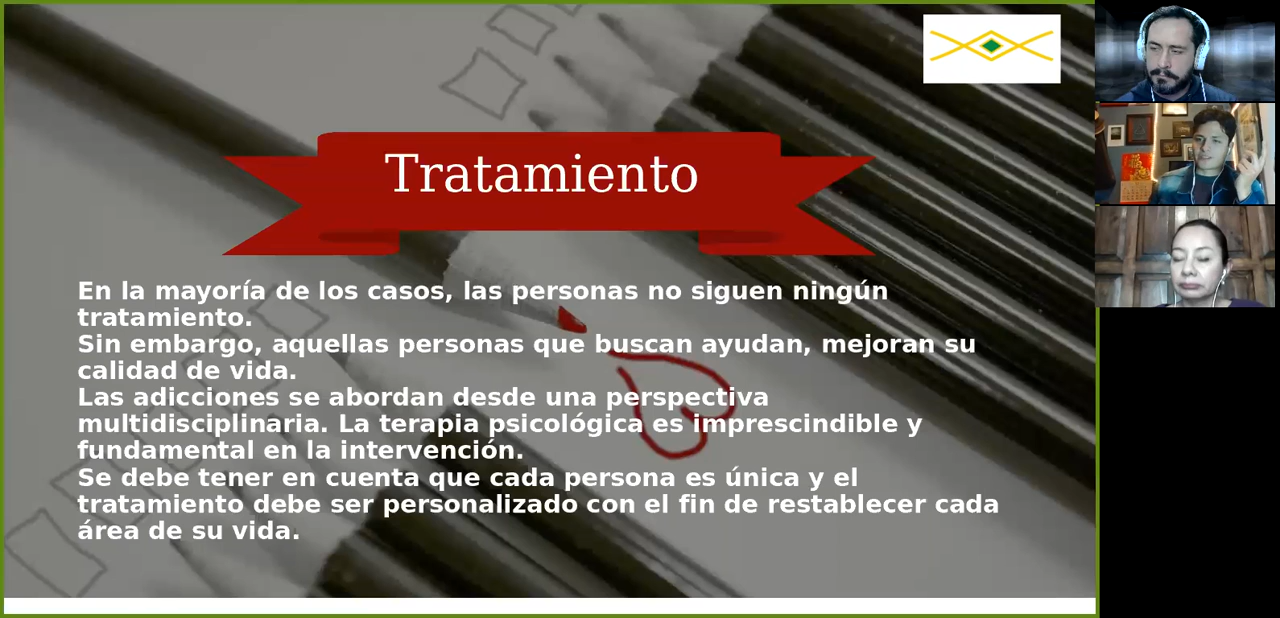 Tratamiento
En la mayoría de los casos, las personas no siguen ningún
tratamiento.
Sin embargo, aquellas personas que buscan ayudan, mejoran su
calidad de vida.
Las adicciones se abordan desde una perspectiva
multidisciplinaria. La terapia psicológica es imprescindible y
fundamental en la intervención.
Se debe tener en cuenta que cada persona es única y el
tratamiento debe ser personalizado con el fin de restablecer cada
área de su vida.